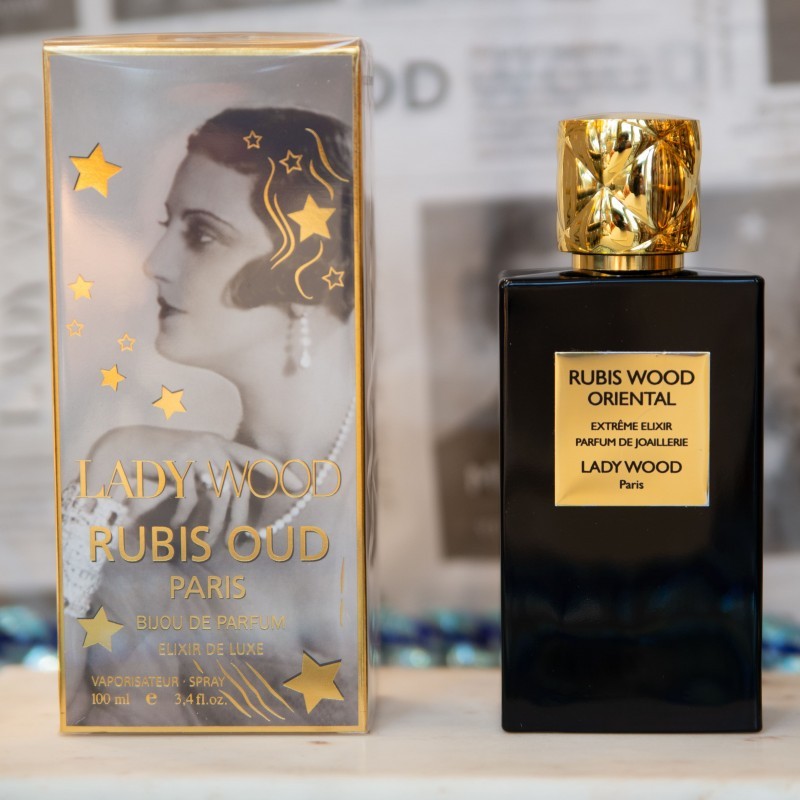 LADY WOOD
RUBIS OUD
PARIS
BIJOU DE PARFUM
ELIXIR DE LUXE
VAPORISATEUR · SPRAY
100 ml e 3,4 fl.oz.
RUBIS WOOD
ORIENTAL
EXTRÊME ELIXIR
PARFUM DE JOAILLERIE
LADY WOOD
Paris